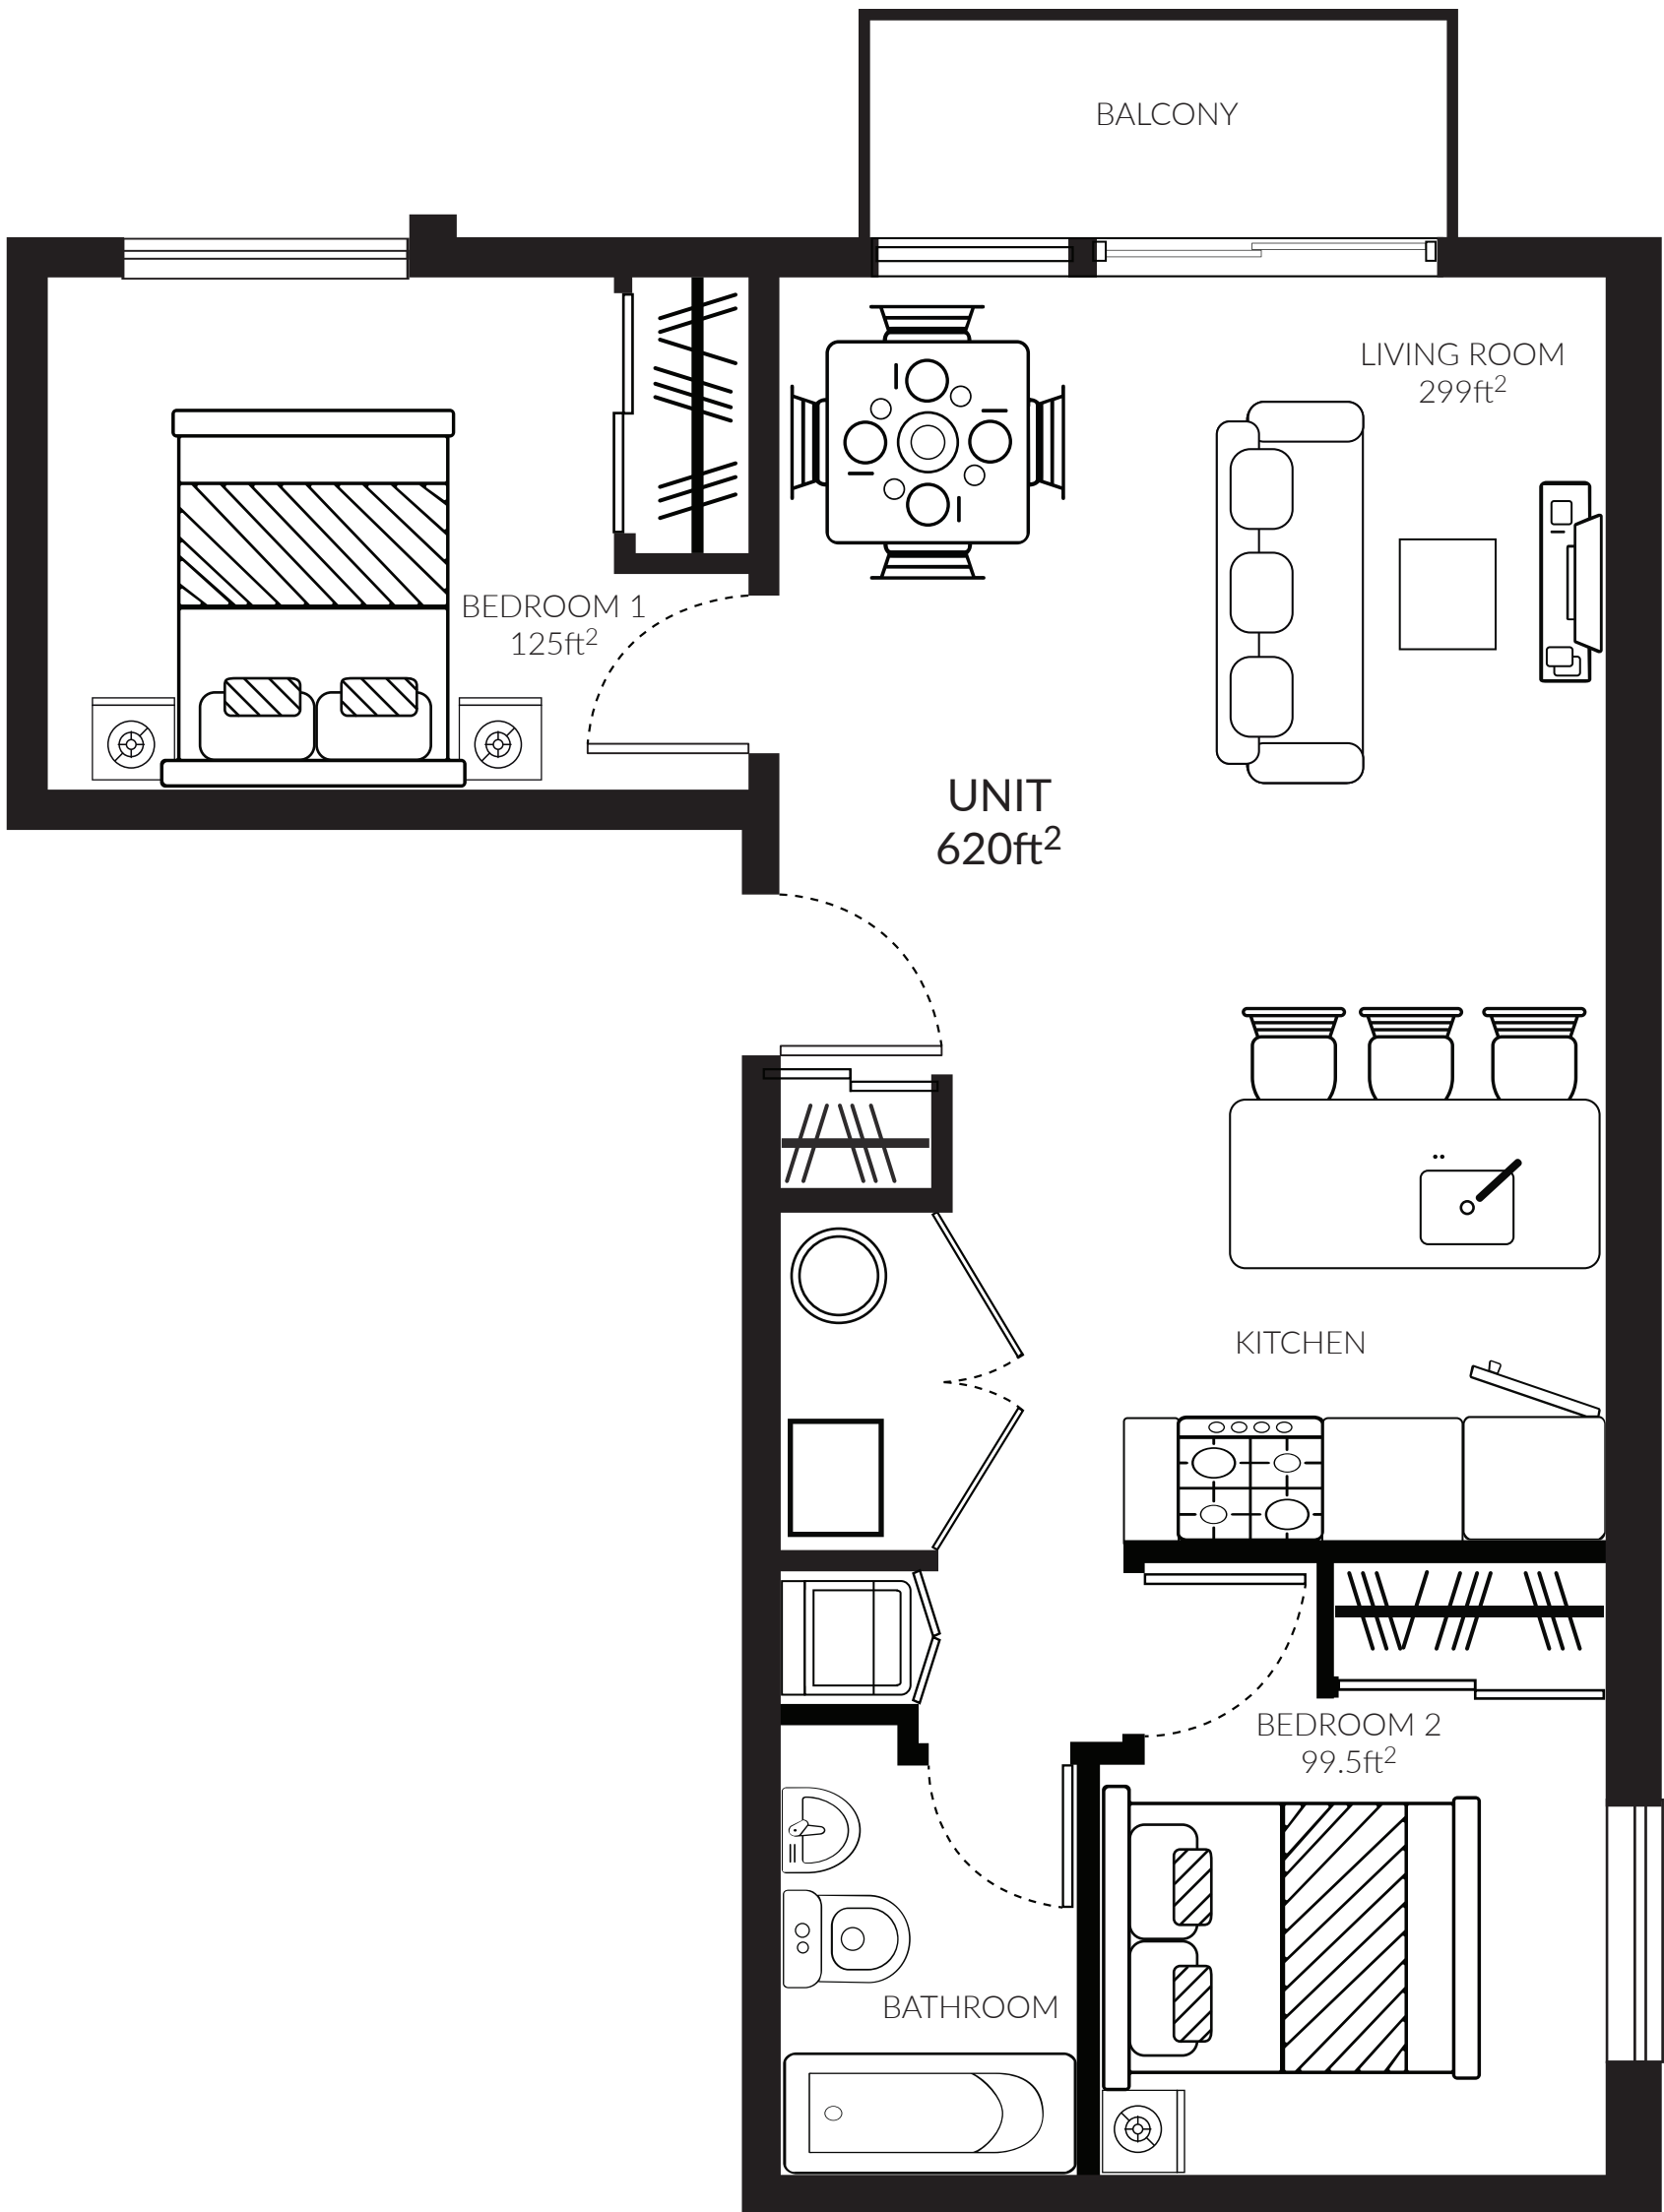 BALCONY
LIVING ROOM
299ft²
BEDROOM 1
125ft²
UNIT
620ft²
KITCHEN
BEDROOM 2
99.5ft²
BATHROOM